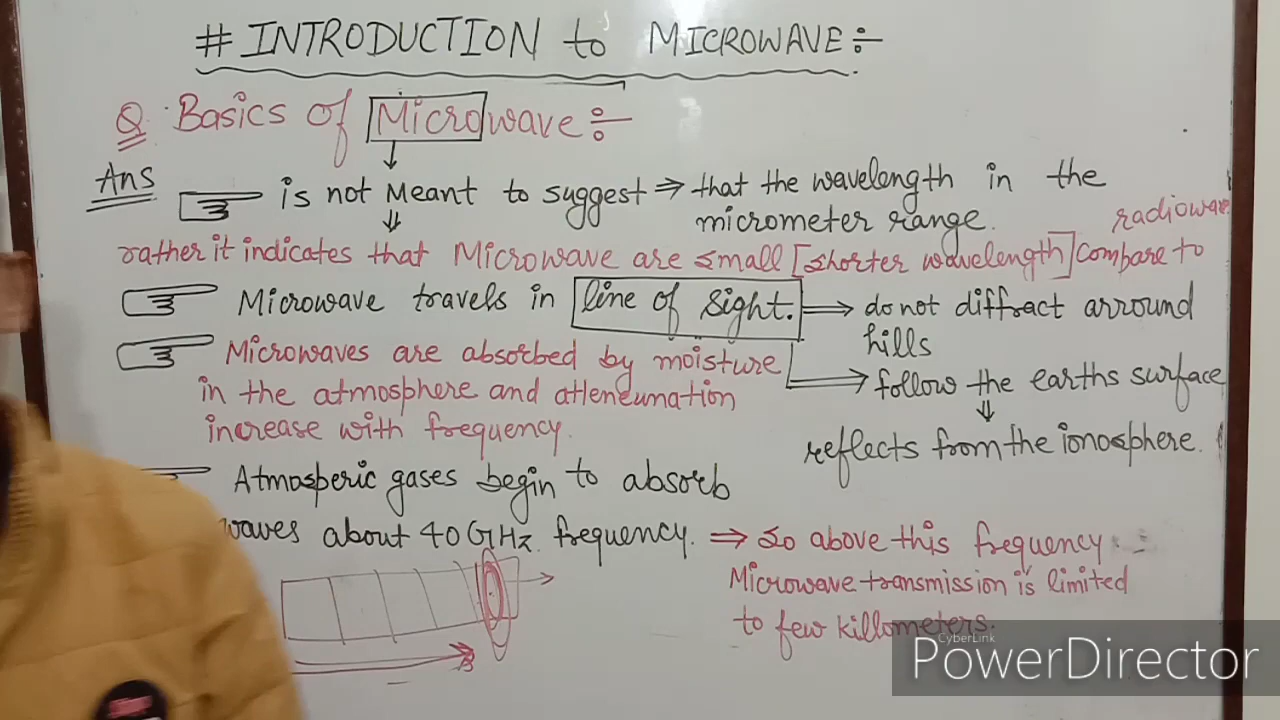 # INTRODUCTION to MICROWAVE ÷
Q Basics of Microwave ÷
Ans
is not Meant to suggest ⇒ that the wavelength in the
micrometer range.
radiowave
rather it indicates that Microwave are small [shorter wavelength] compare to
Microwave travels in line of sight. ⇒ do not diffract arround
hills
Microwaves are absorbed by moisture
in the atmosphere and atteneumation
increase with frequency.
⇒ follow the earths surface
⇓
reflects from the ionosphere.
Atmosperic gases begin to absorb
waves about 40 GHz frequency. ⇒ So above this frequency
Microwave transmission is limited
to few killometers.
CyberLink
PowerDirector